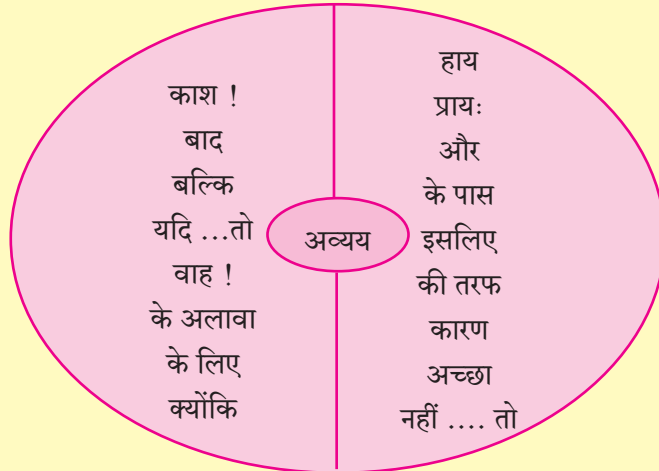 काश !
बाद
बल्कि
यदि ...तो
वाह !
के अलावा
के लिए
क्योंकि
अव्यय
हाय
प्रायः
और
के पास
इसलिए
की तरफ
कारण
अच्छा
नहीं .... तो